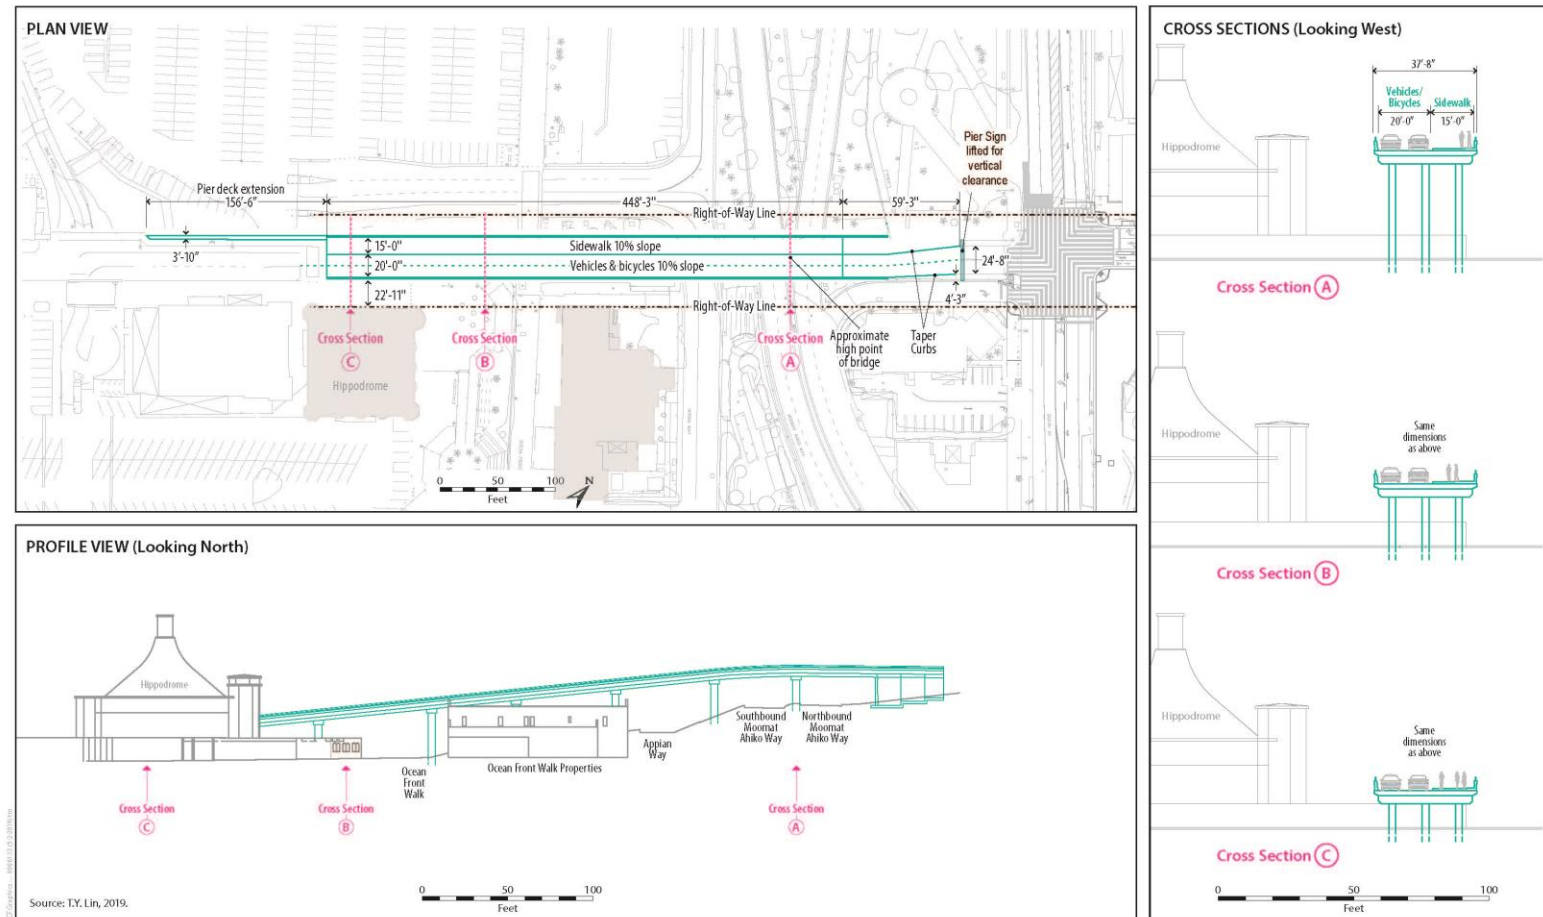 PLAN VIEW
Pier deck extension
156'-6"
448'-3"
59'-3"
Right-of-Way Line
Pier Sign
lifted for
vertical
clearance
3'-10"
15'-0"
Sidewalk 10% slope
20'-0"
Vehicles & bicycles 10% slope
24'-8"
22'-11"
4'-3"
Right-of-Way Line
Cross Section
C
Cross Section
B
Cross
Section
A
Approximate
high point
of bridge
Taper
Curbs
Hippodrome
0 50 100
Feet
N
PROFILE VIEW (Looking North)
Hippodrome
Ocean
Front
Walk
Ocean Front Walk Properties
Appian
Way
Southbound
Moomat
Ahiko Way
Northbound
Moomat
Ahiko Way
Cross Section
C
Cross Section
B
Cross
Section
A
Source: T.Y. Lin, 2019.
0 50 100
Feet
CROSS SECTIONS (Looking West)
37'-8"
Vehicles/
Bicycles
Sidewalk
20'-0"
15'-0"
Hippodrome
Cross Section A
Hippodrome
Same
dimensions
as above
Cross Section B
Hippodrome
Same
dimensions
as above
Cross Section C
0 50 100
Feet